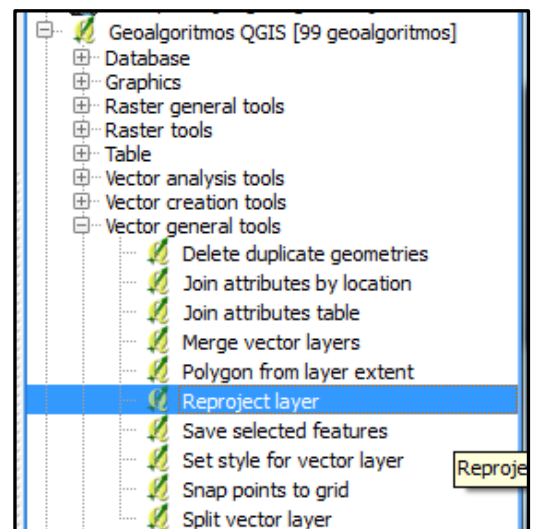 Geoalgoritmos QGIS [99 geoalgoritmos]
Database
Graphics
Raster general tools
Raster tools
Table
Vector analysis tools
Vector creation tools
Vector general tools
Delete duplicate geometries
Join attributes by location
Join attributes table
Merge vector layers
Polygon from layer extent
Reproject layer
Save selected features
Set style for vector layer
Reproje
Snap points to grid
Split vector layer